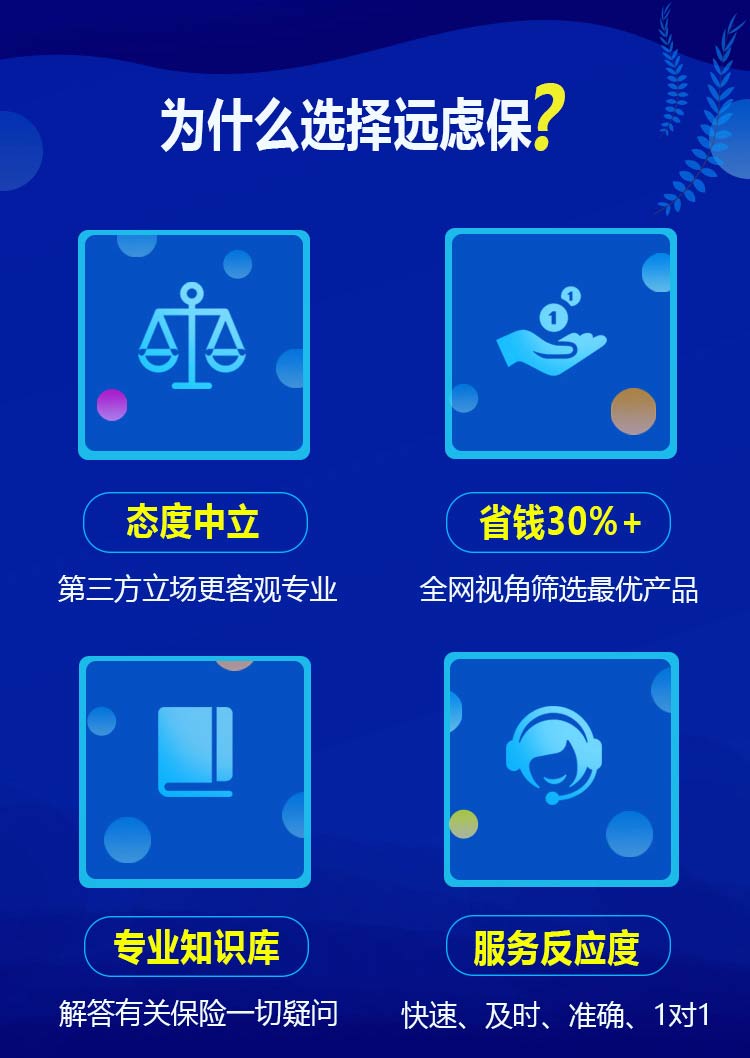 为什么选择远虑保?
1
1
态度中立
第三方立场更客观专业
省钱30%+
全网视角筛选最优产品
专业知识库
解答有关保险一切疑问
服务反应度
快速、及时、准确、1对1